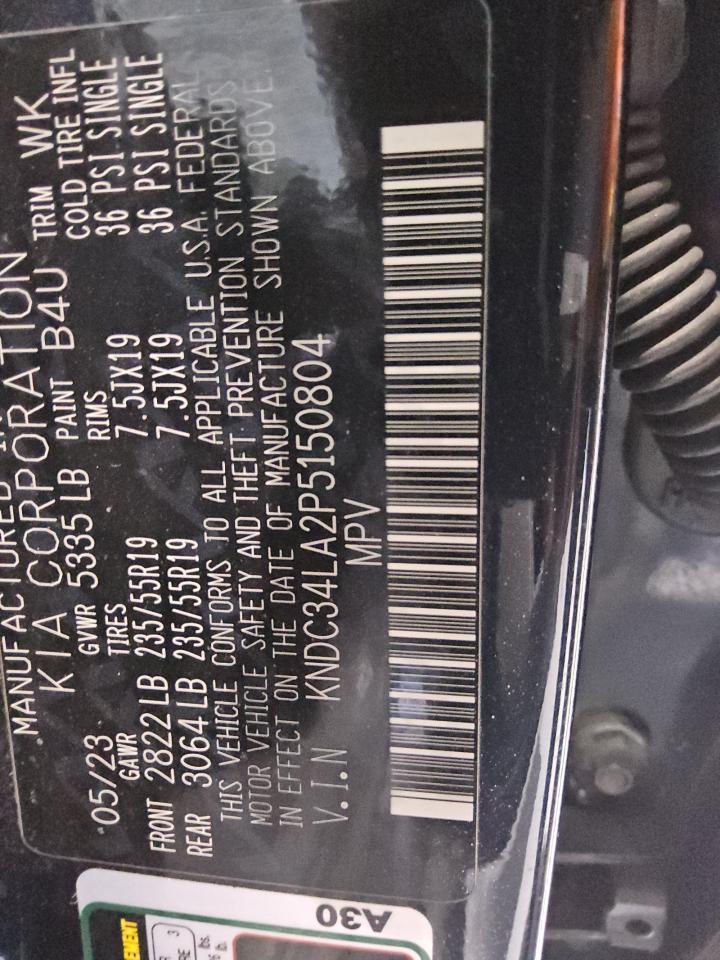 MANUFACTURED
KIA CORPORATION
05/23 GVWR 5335 LB PAINT B4U TRIM WK
GAWR TIRES RIMS COLD TIRE INFL
FRONT 2822 LB 235/55R19 7.5JX19 36 PSI SINGLE
REAR 3064 LB 235/55R19 7.5JX19 36 PSI SINGLE
THIS VEHICLE CONFORMS TO ALL APPLICABLE U.S.A. FEDERAL
MOTOR VEHICLE SAFETY AND THEFT PREVENTION STANDARDS
IN EFFECT ON THE DATE OF MANUFACTURE SHOWN ABOVE.
V.I.N KNDC34LA2P5150804
MPV
A30
3
lbs.